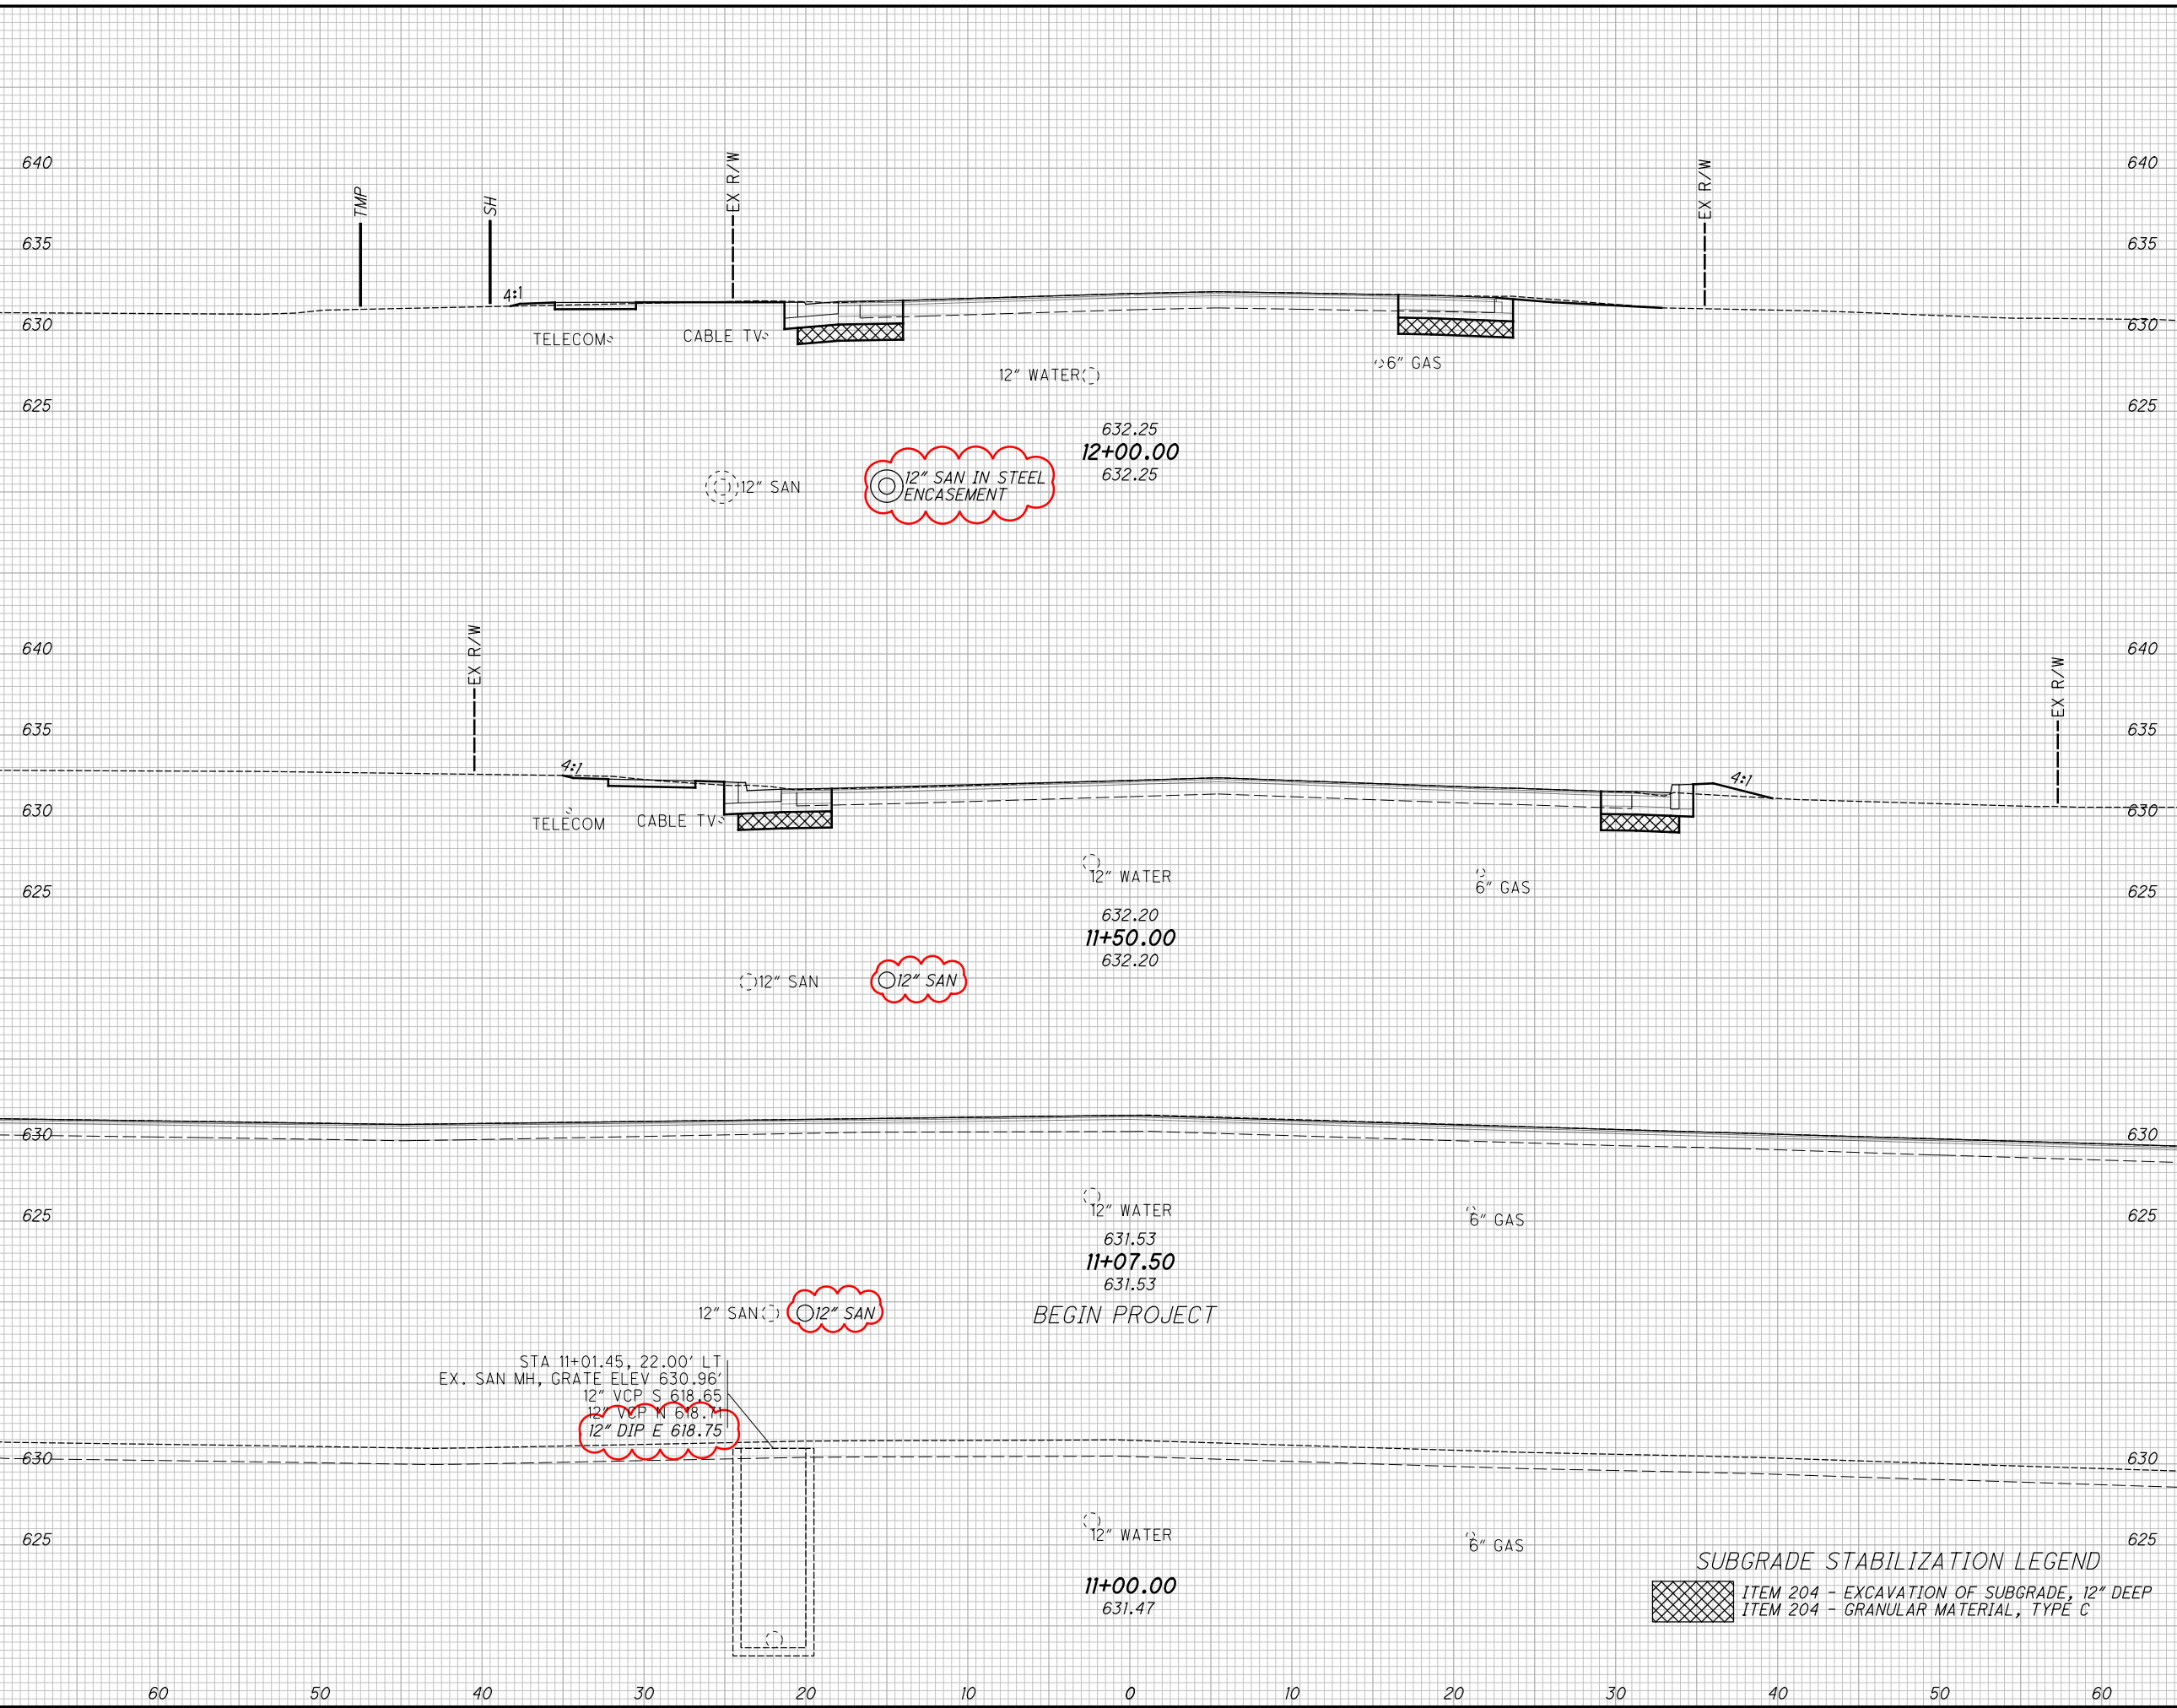 640
640
EX R/W
EX R/W
TMP
SH
635
635
4:1
630
630
TELECOM
CABLE TV
6" GAS
12" WATER
625
625
632.25
12+00.00
632.25
12" SAN
12" SAN IN STEEL
ENCASEMENT
640
640
EX R/W
EX R/W
635
635
4:1
4:1
630
630
TELECOM
CABLE TV
12" WATER
6" GAS
625
625
632.20
11+50.00
632.20
12" SAN
12" SAN
630
630
12" WATER
6" GAS
625
625
631.53
11+07.50
631.53
12" SAN
12" SAN
BEGIN PROJECT
STA 11+01.45, 22.00' LT
EX. SAN MH, GRATE ELEV 630.96'
12" VCP S 618.65
12" VCP N 618.71
12" DIP E 618.75
630
630
12" WATER
6" GAS
625
625
11+00.00
631.47
SUBGRADE STABILIZATION LEGEND
ITEM 204 - EXCAVATION OF SUBGRADE, 12" DEEP
ITEM 204 - GRANULAR MATERIAL, TYPE C
60 50 40 30 20 10 0 10 20 30 40 50 60